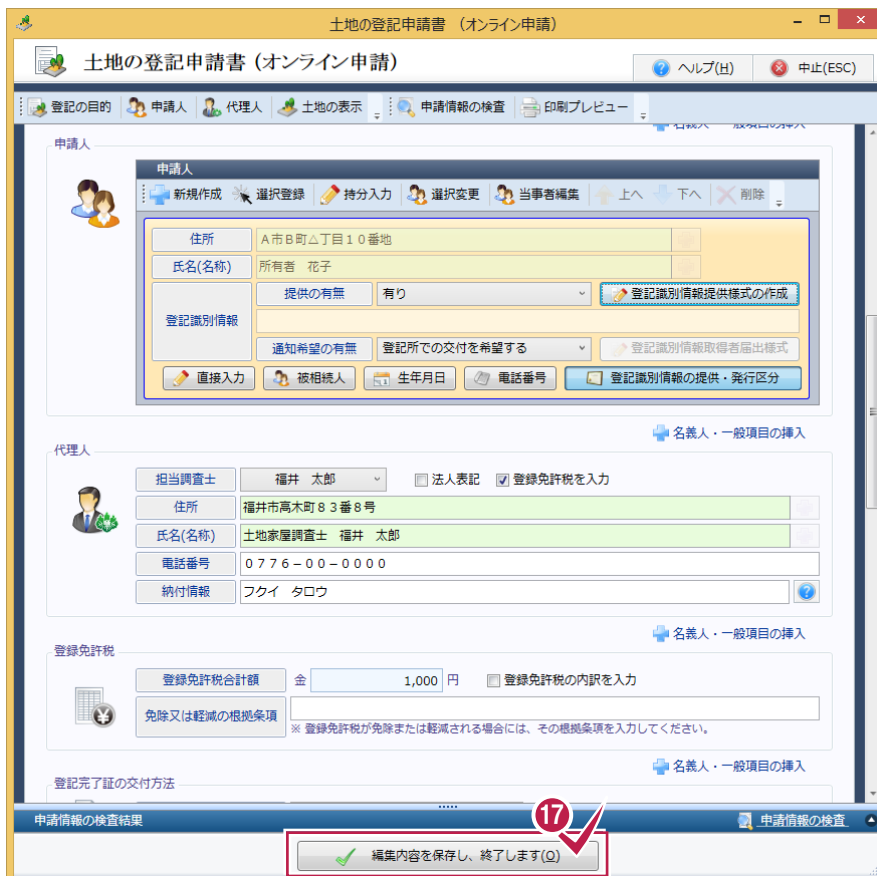 土地の登記申請書 （オンライン申請）
土地の登記申請書（オンライン申請）
ヘルプ(H) 中止(ESC)
登記の目的 申請人 代理人 土地の表示 申請情報の検査 印刷プレビュー
申請人
申請人
新規作成 選択登録 持分入力 選択変更 当事者編集 上へ 下へ 削除
住所 A市B町△丁目１０番地
氏名(名称) 所有者 花子
登記識別情報
提供の有無 有り 登記識別情報提供様式の作成
通知希望の有無 登記所での交付を希望する 登記識別情報取得者届出様式
直接入力 被相続人 生年月日 電話番号 登記識別情報の提供・発行区分
名義人・一般項目の挿入
代理人
担当調査士 福井 太郎 法人表記 登録免許税を入力
住所 福井市高木町８３番８号
氏名(名称) 土地家屋調査士 福井 太郎
電話番号 ０７７６－００－００００
納付情報 フクイ タロウ
名義人・一般項目の挿入
登録免許税
登録免許税合計額 金 1,000 円 登録免許税の内訳を入力
免除又は軽減の根拠条項
※ 登録免許税が免除または軽減される場合には、その根拠条項を入力してください。
名義人・一般項目の挿入
登記完了証の交付方法
申請情報の検査結果 申請情報の検査
17
編集内容を保存し、終了します(O)